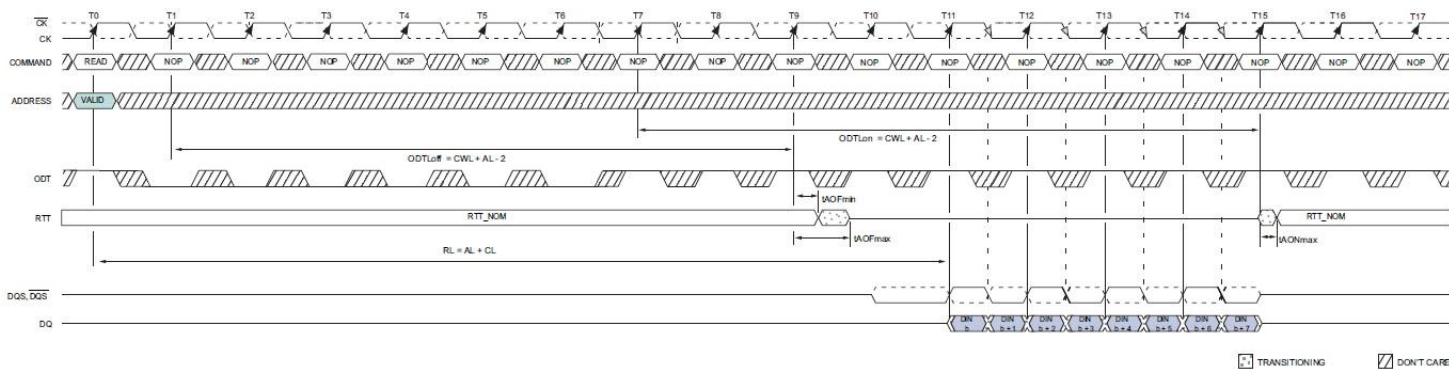 T0 T1 T2 T3 T4 T5 T6 T7 T8 T9 T10 T11 T12 T13 T14 T15 T16 T17
CK
CK
COMMAND READ NOP NOP NOP NOP NOP NOP NOP NOP NOP NOP NOP NOP NOP NOP NOP NOP NOP
ADDRESS VALID
ODTLon = CWL + AL - 2
ODTLoff = CWL + AL - 2
ODT
tAOFmin
RTT RTT_NOM RTT_NOM
tAOFmax tAONmax
RL = AL + CL
DQS, DQS
DQ DIN b DIN b + 1 DIN b + 2 DIN b + 3 DIN b + 4 DIN b + 5 DIN b + 6 DIN b + 7
TRANSITIONING DON'T CARE